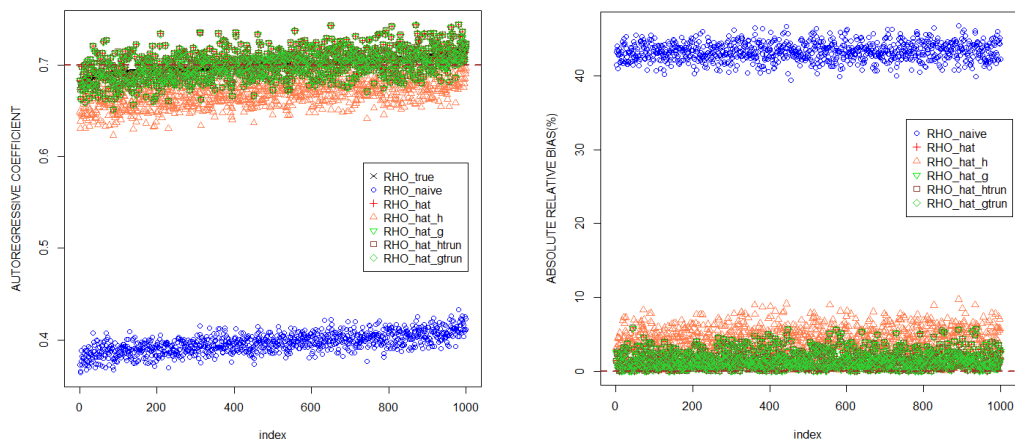 AUTOREGRESSIVE COEFFICIENT
0.7
0.6
0.5
0.4
0
200
400
600
800
1000
index
RHO_true
RHO_naive
RHO_hat
RHO_hat_h
RHO_hat_g
RHO_hat_htrun
RHO_hat_gtrun
ABSOLUTE RELATIVE BIAS(%)
40
30
20
10
0
0
200
400
600
800
1000
index
RHO_naive
RHO_hat
RHO_hat_h
RHO_hat_g
RHO_hat_htrun
RHO_hat_gtrun